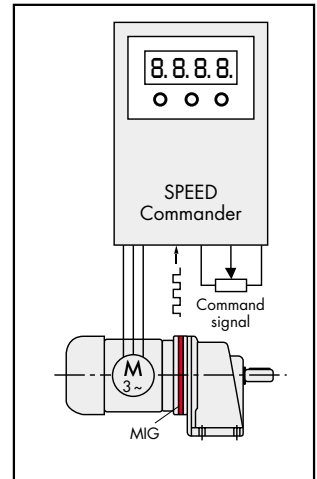 8.8.8.8.
SPEED
Commander
Command
signal
M
3~
MIG